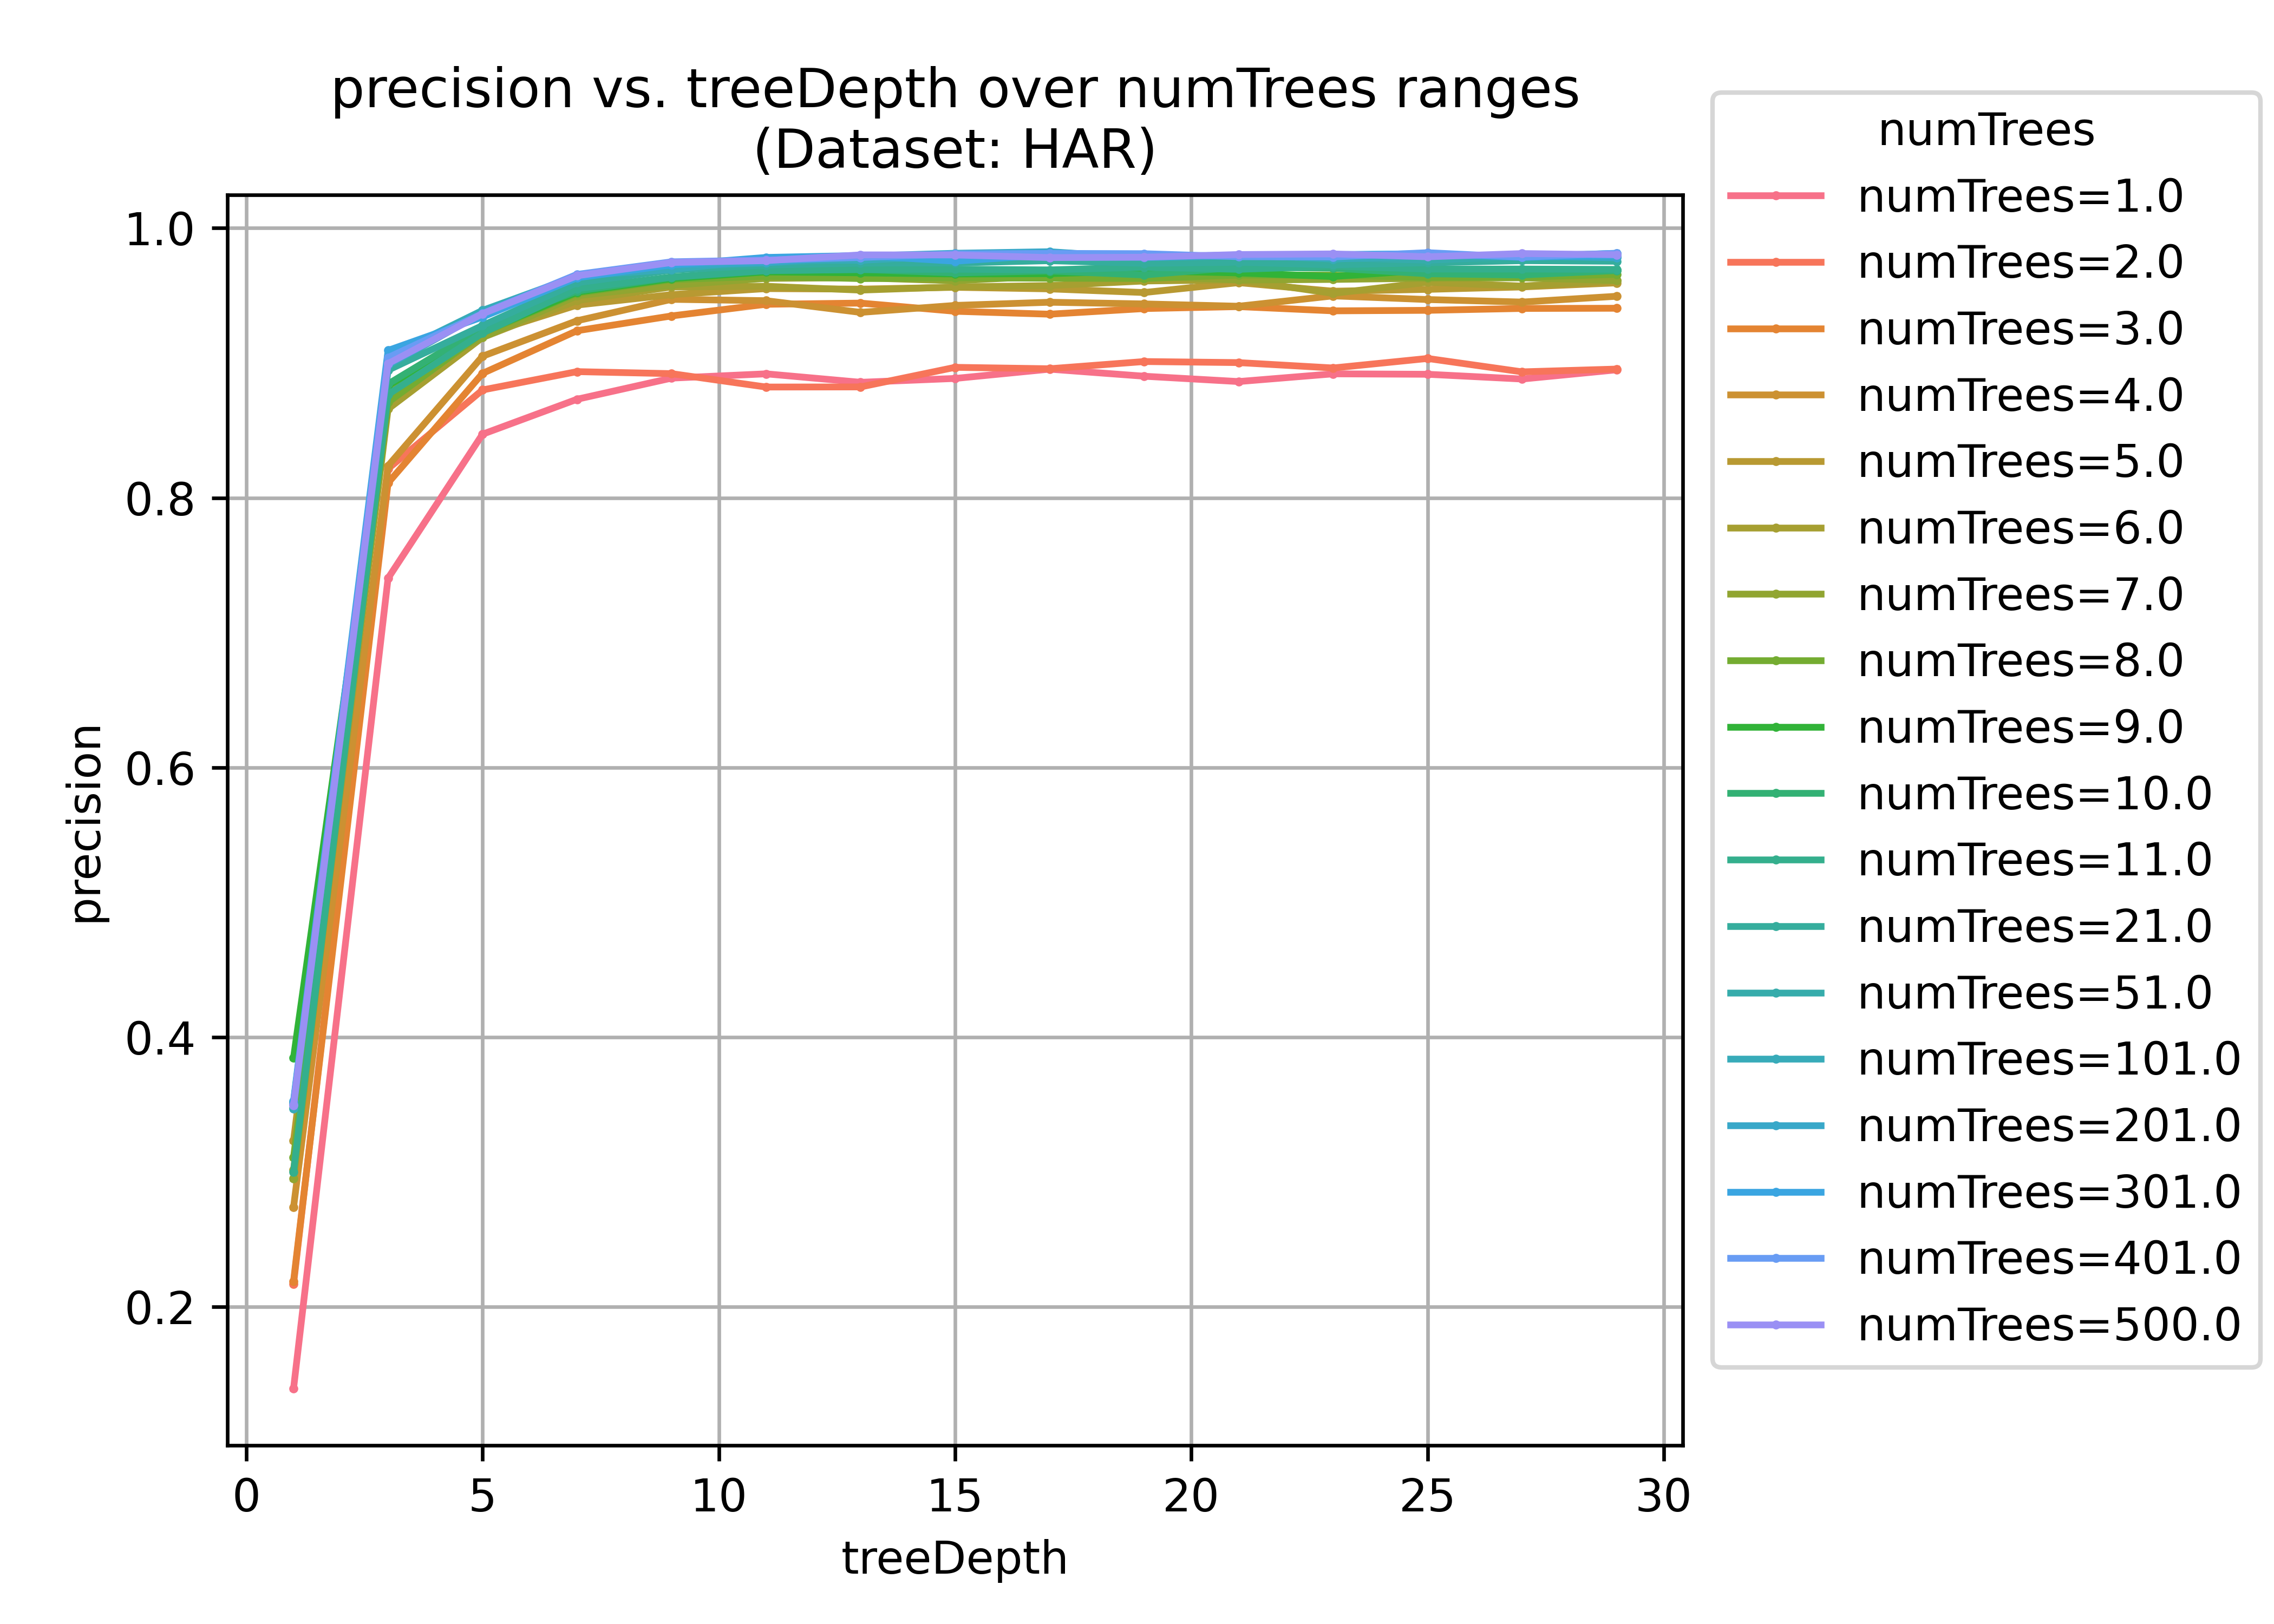 precision vs. treeDepth over numTrees ranges
(Dataset: HAR)
numTrees
numTrees=1.0
numTrees=2.0
numTrees=3.0
numTrees=4.0
numTrees=5.0
numTrees=6.0
numTrees=7.0
numTrees=8.0
numTrees=9.0
numTrees=10.0
numTrees=11.0
numTrees=21.0
numTrees=51.0
numTrees=101.0
numTrees=201.0
numTrees=301.0
numTrees=401.0
numTrees=500.0
precision
1.0
0.8
0.6
0.4
0.2
0 5 10 15 20 25 30
treeDepth